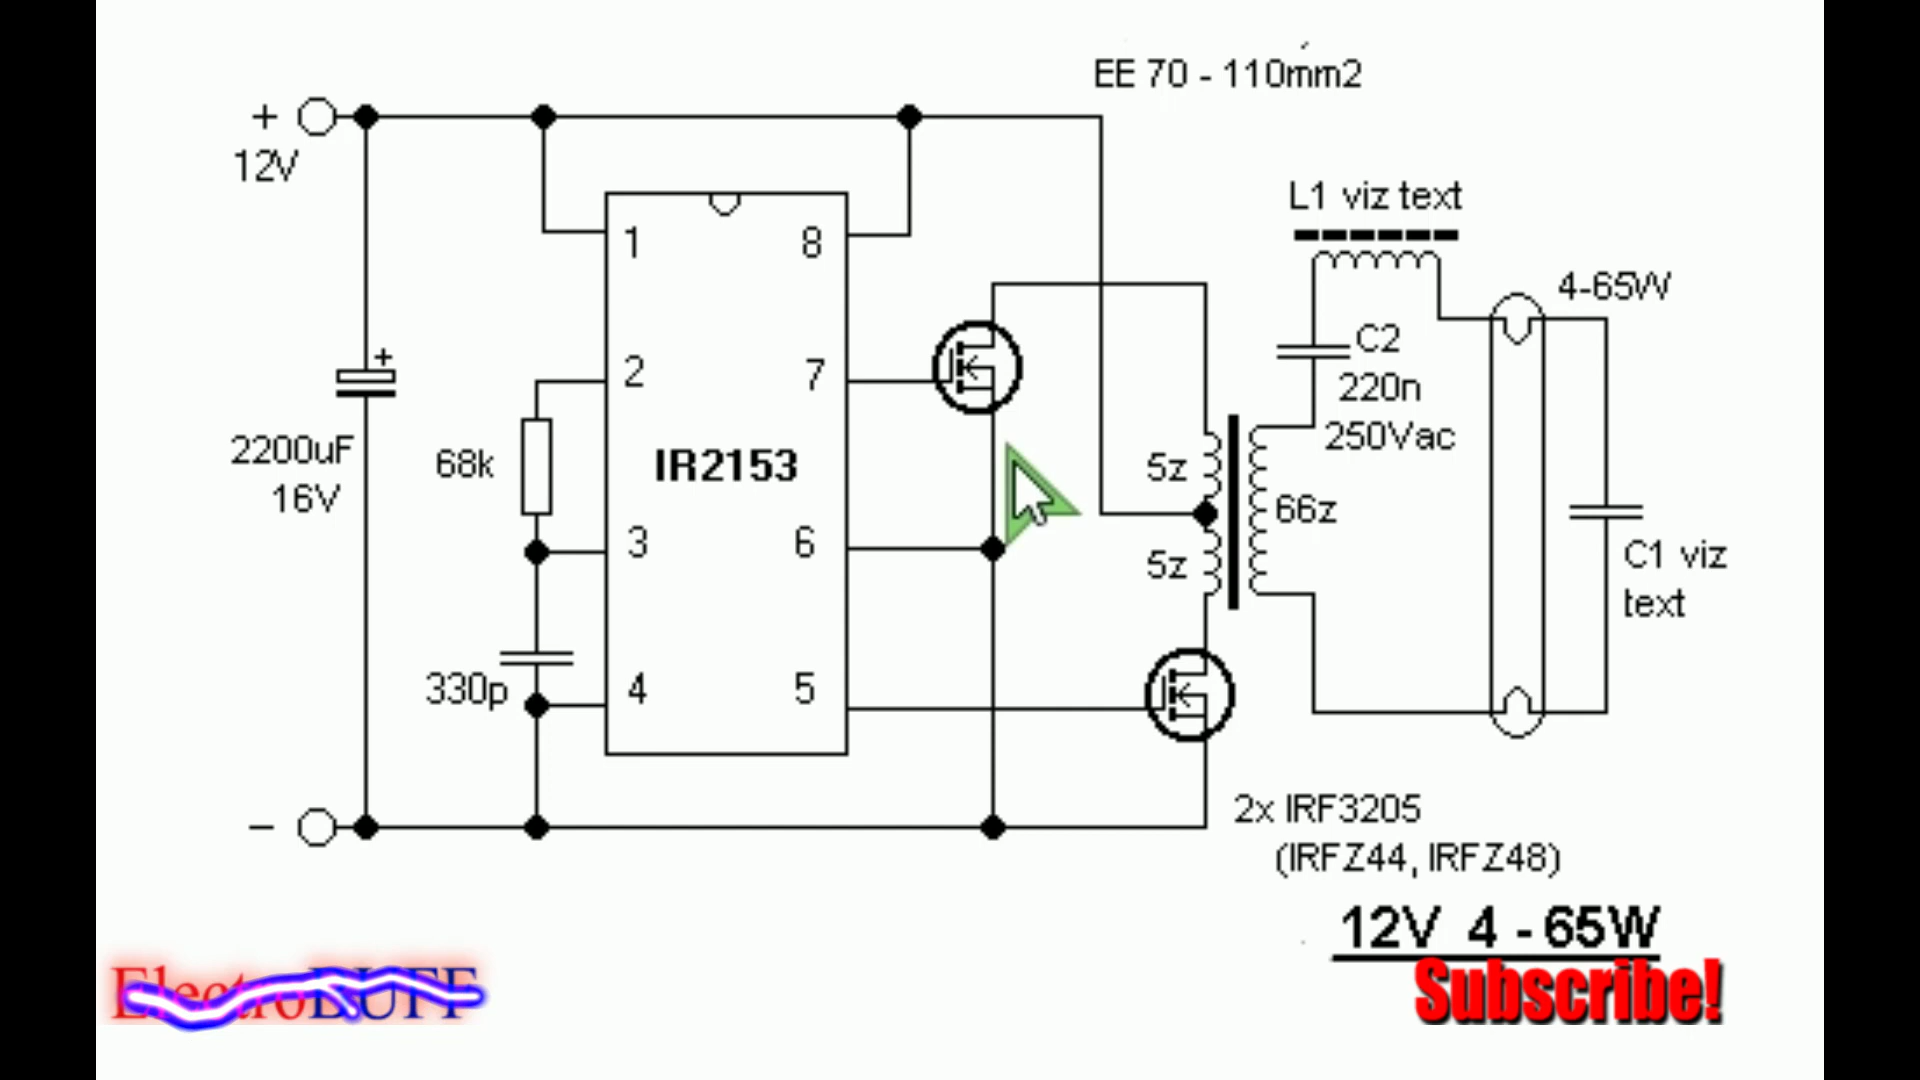 EE 70 - 110mm2
+
12V
L1 viz text
4-65W
1
8
C2
220n
250Vac
+
2200uF
16V
2
7
68k
IR2153
5z
66z
3
6
5z
C1 viz
text
330p
4
5
−
2x IRF3205
(IRFZ44, IRFZ48)
12V 4 - 65W
ElectroBUFF
Subscribe!